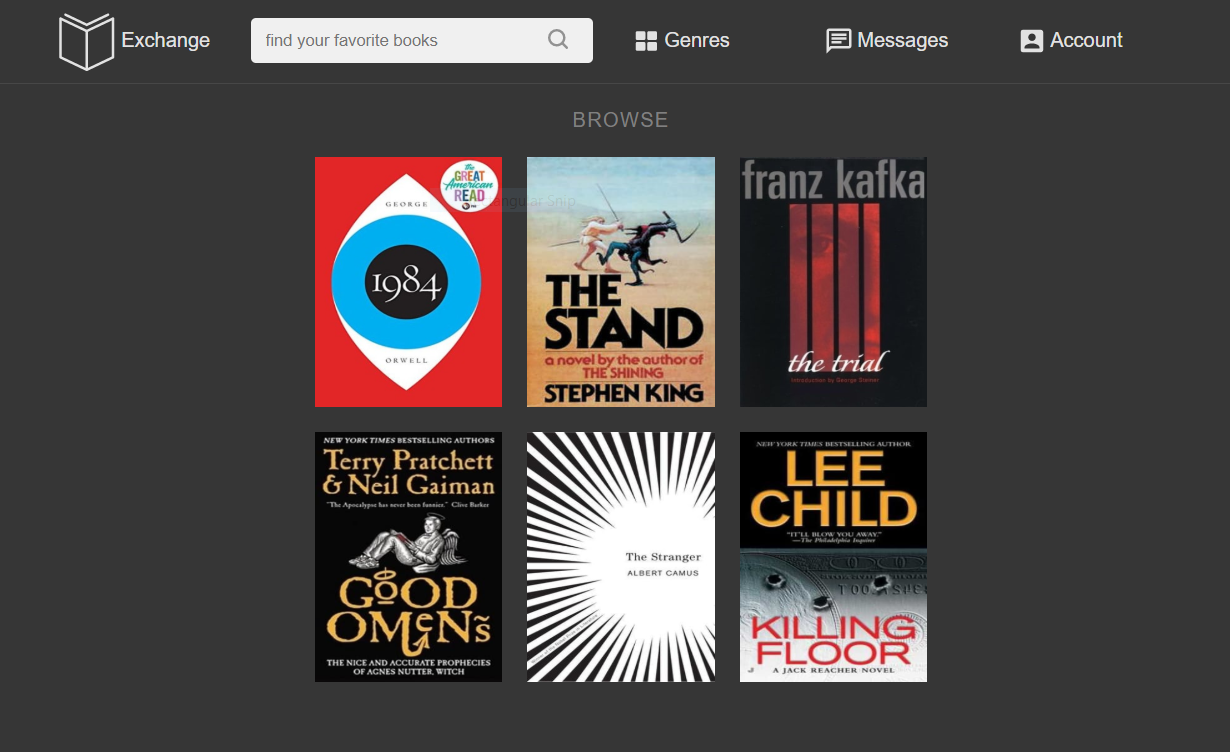 Exchange
find your favorite books
Genres
Messages
Account
BROWSE
the
GREAT
American
READ
PBS
GEORGE
1984
ORWELL
THE
STAND
a novel by the author of
THE SHINING
STEPHEN KING
franz kafka
the trial
Introduction by George Steiner
NEW YORK TIMES BESTSELLING AUTHORS
Terry Pratchett
& Neil Gaiman
"The Apocalypse has never been funnier." Clive Barker
GOOD
OMENS
THE NICE AND ACCURATE PROPHECIES
OF AGNES NUTTER, WITCH
The Stranger
ALBERT CAMUS
NEW YORK TIMES BESTSELLING AUTHOR
LEE
CHILD
"IT'LL BLOW YOU AWAY."
—The Philadelphia Inquirer
KILLING
FLOOR
A JACK REACHER NOVEL